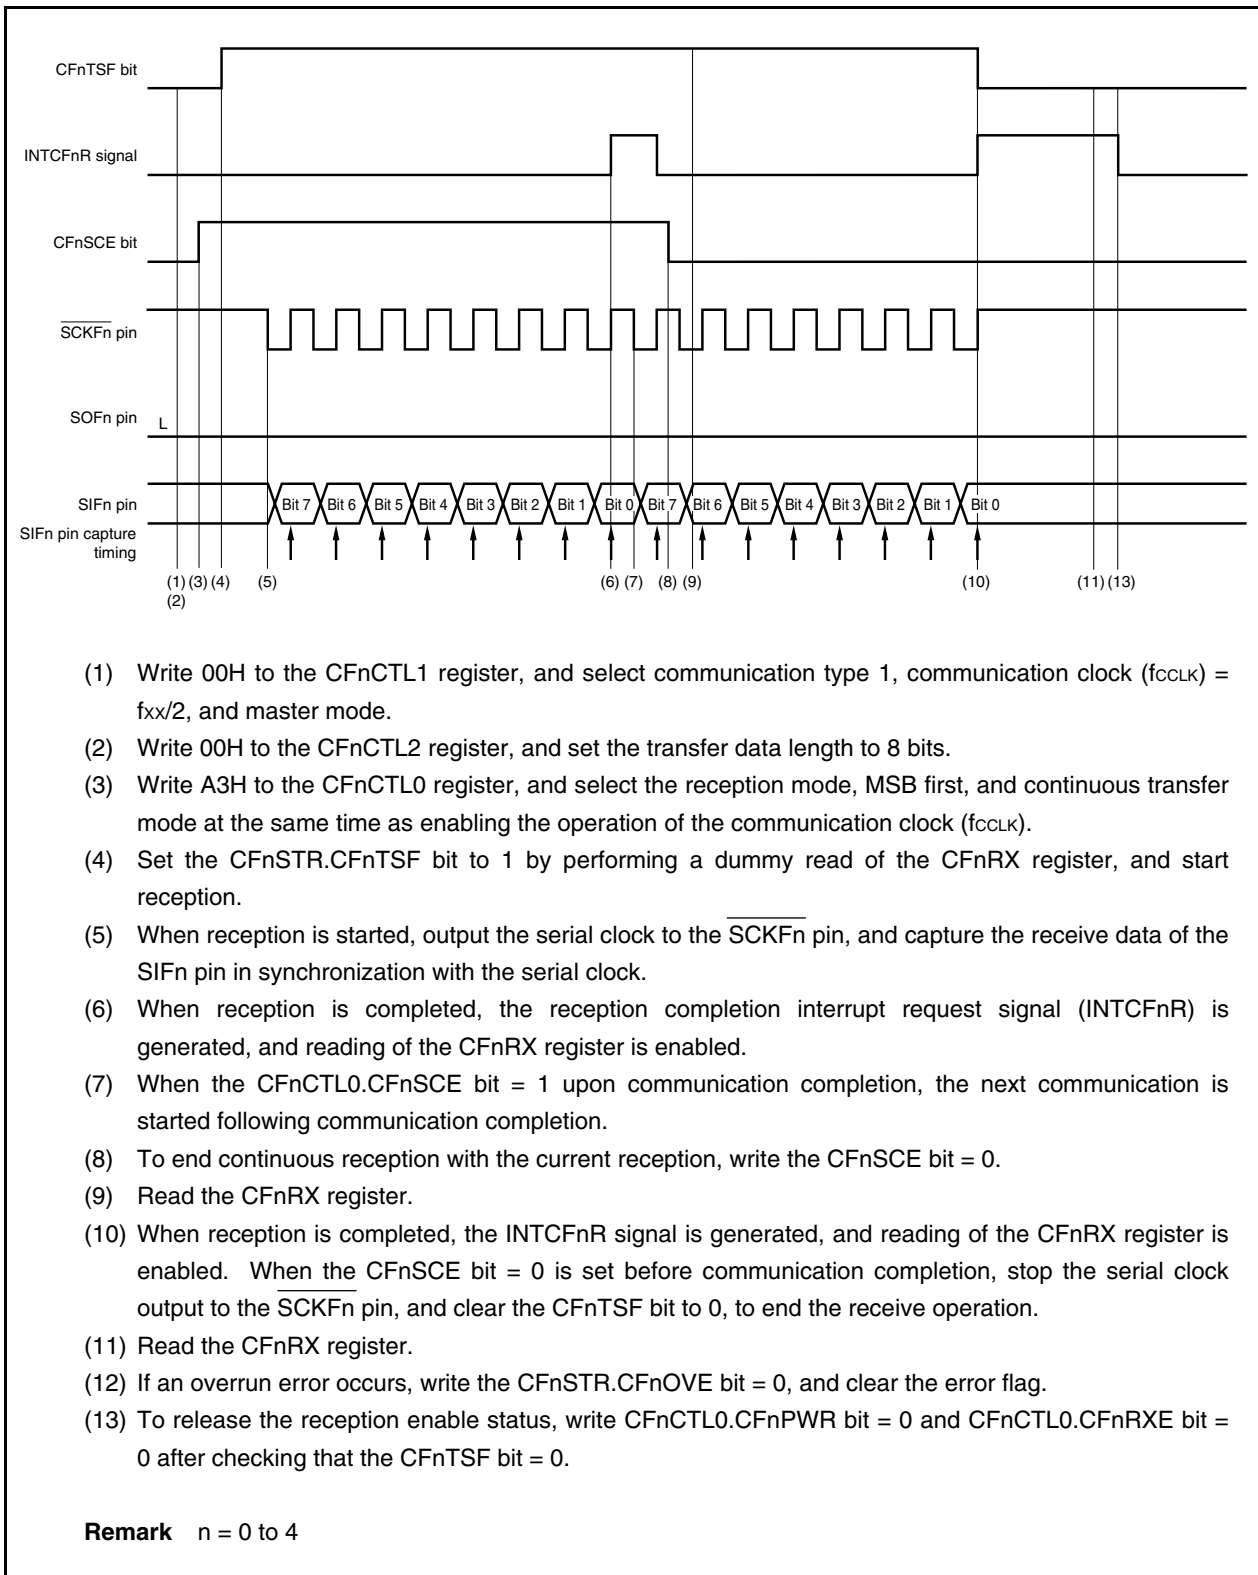 CFnTSF bit
INTCFnR signal
CFnSCE bit
SCKFn pin
SOFn pin L
SIFn pin Bit 7 Bit 6 Bit 5 Bit 4 Bit 3 Bit 2 Bit 1 Bit 0 Bit 7 Bit 6 Bit 5 Bit 4 Bit 3 Bit 2 Bit 1 Bit 0
SIFn pin capture
timing
(1) (3) (4) (5) (6) (7) (8) (9) (10) (11) (13)
(2)
(1) Write 00H to the CFnCTL1 register, and select communication type 1, communication clock (fCCLK) =
fxx/2, and master mode.
(2) Write 00H to the CFnCTL2 register, and set the transfer data length to 8 bits.
(3) Write A3H to the CFnCTL0 register, and select the reception mode, MSB first, and continuous transfer
mode at the same time as enabling the operation of the communication clock (fCCLK).
(4) Set the CFnSTR.CFnTSF bit to 1 by performing a dummy read of the CFnRX register, and start
reception.
(5) When reception is started, output the serial clock to the SCKFn pin, and capture the receive data of the
SIFn pin in synchronization with the serial clock.
(6) When reception is completed, the reception completion interrupt request signal (INTCFnR) is
generated, and reading of the CFnRX register is enabled.
(7) When the CFnCTL0.CFnSCE bit = 1 upon communication completion, the next communication is
started following communication completion.
(8) To end continuous reception with the current reception, write the CFnSCE bit = 0.
(9) Read the CFnRX register.
(10) When reception is completed, the INTCFnR signal is generated, and reading of the CFnRX register is
enabled. When the CFnSCE bit = 0 is set before communication completion, stop the serial clock
output to the SCKFn pin, and clear the CFnTSF bit to 0, to end the receive operation.
(11) Read the CFnRX register.
(12) If an overrun error occurs, write the CFnSTR.CFnOVE bit = 0, and clear the error flag.
(13) To release the reception enable status, write CFnCTL0.CFnPWR bit = 0 and CFnCTL0.CFnRXE bit =
0 after checking that the CFnTSF bit = 0.
Remark n = 0 to 4